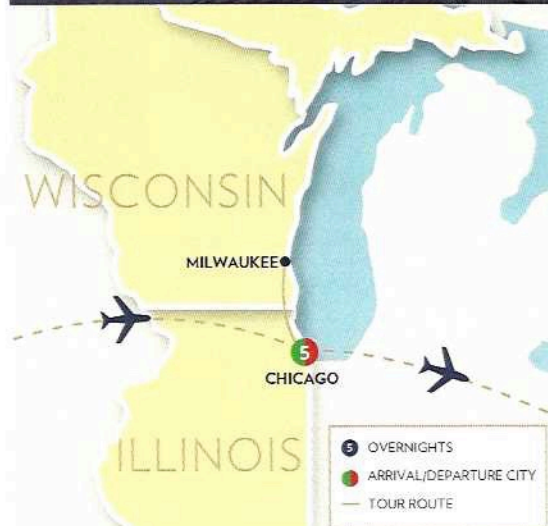 WISCONSIN
MILWAUKEE
5
CHICAGO
ILLINOIS
5 OVERNIGHTS
ARRIVAL/DEPARTURE CITY
TOUR ROUTE